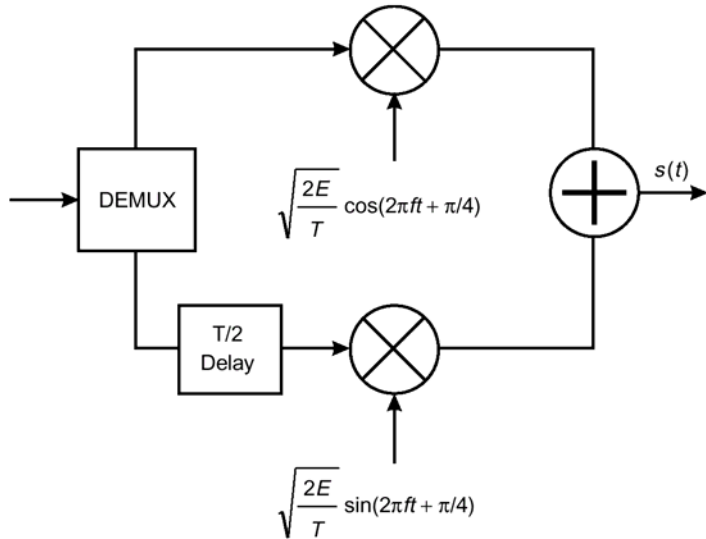 s(t)
DEMUX
√(2E/T) cos(2πft + π/4)
T/2
Delay
√(2E/T) sin(2πft + π/4)